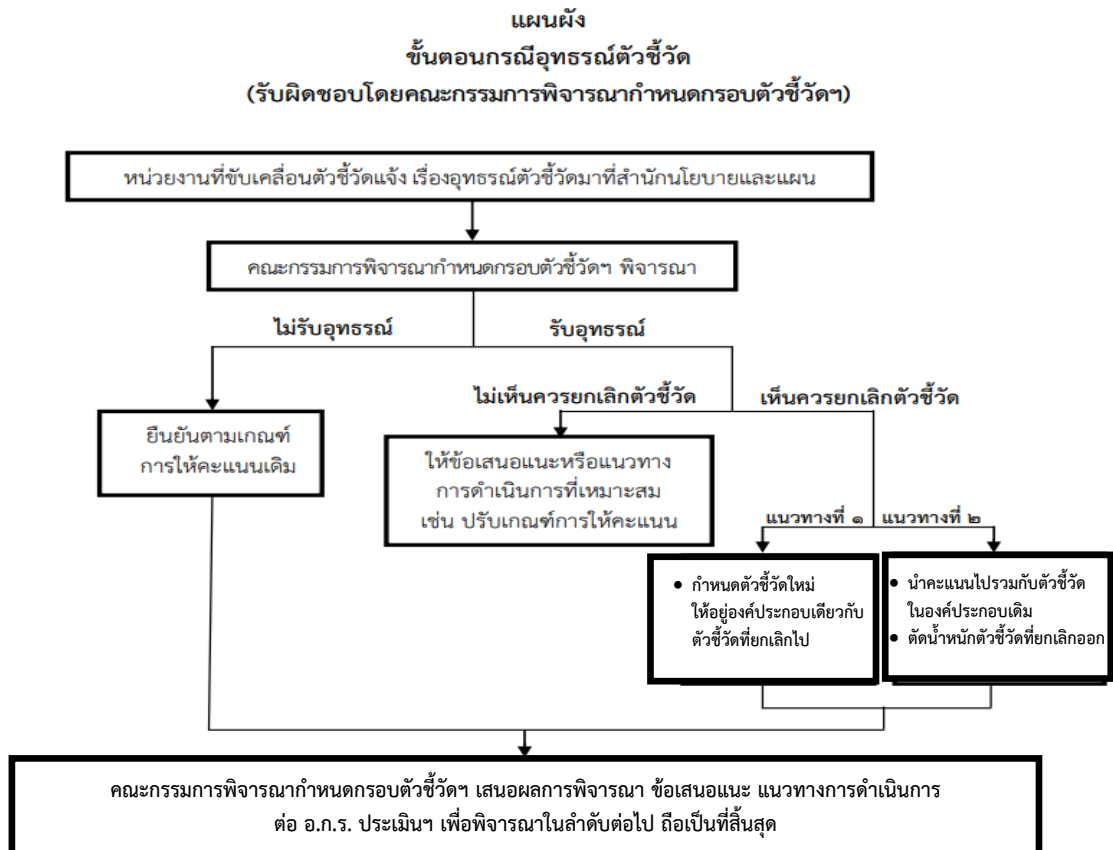 แผนผัง
ขั้นตอนกรณีอุทธรณ์ตัวชี้วัด
(รับผิดชอบโดยคณะกรรมการพิจารณากำหนดกรอบตัวชี้วัดฯ)
หน่วยงานที่ขับเคลื่อนตัวชี้วัดแจ้ง เรื่องอุทธรณ์ตัวชี้วัดมาที่สำนักนโยบายและแผน
คณะกรรมการพิจารณากำหนดกรอบตัวชี้วัดฯ พิจารณา
ไม่รับอุทธรณ์
รับอุทธรณ์
ไม่เห็นควรยกเลิกตัวชี้วัด
เห็นควรยกเลิกตัวชี้วัด
ยืนยันตามเกณฑ์
การให้คะแนนเดิม
ให้ข้อเสนอแนะหรือแนวทาง
การดำเนินการที่เหมาะสม
เช่น ปรับเกณฑ์การให้คะแนน
แนวทางที่ ๑
แนวทางที่ ๒
• กำหนดตัวชี้วัดใหม่
ให้อยู่องค์ประกอบเดียวกับ
ตัวชี้วัดที่ยกเลิกไป
• นำคะแนนไปรวมกับตัวชี้วัด
ในองค์ประกอบเดิม
• ตัดน้ำหนักตัวชี้วัดที่ยกเลิกออก
คณะกรรมการพิจารณากำหนดกรอบตัวชี้วัดฯ เสนอผลการพิจารณา ข้อเสนอแนะ แนวทางการดำเนินการ
ต่อ อ.ก.ร. ประเมินฯ เพื่อพิจารณาในลำดับต่อไป ถือเป็นที่สิ้นสุด